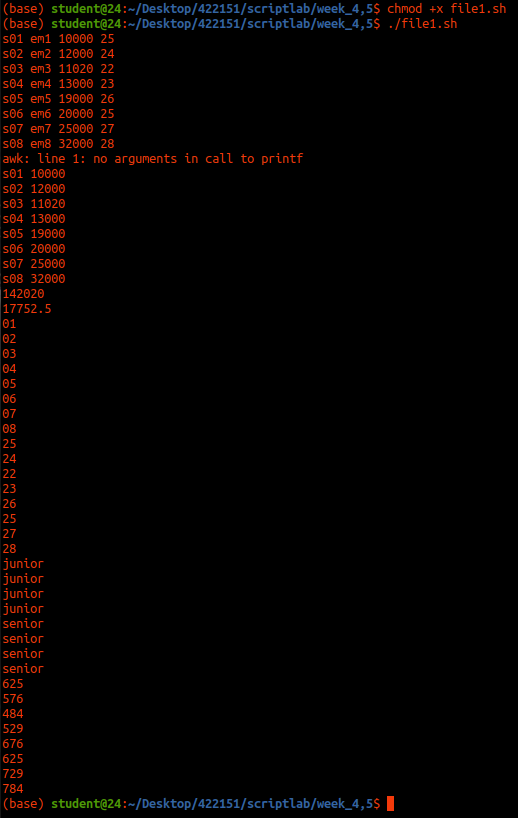 (base) student@24:~/Desktop/422151/scriptlab/week_4,5$ chmod +x file1.sh
(base) student@24:~/Desktop/422151/scriptlab/week_4,5$ ./file1.sh
s01 em1 10000 25
s02 em2 12000 24
s03 em3 11020 22
s04 em4 13000 23
s05 em5 19000 26
s06 em6 20000 25
s07 em7 25000 27
s08 em8 32000 28
awk: line 1: no arguments in call to printf
s01 10000
s02 12000
s03 11020
s04 13000
s05 19000
s06 20000
s07 25000
s08 32000
142020
17752.5
01
02
03
04
05
06
07
08
25
24
22
23
26
25
27
28
junior
junior
junior
junior
senior
senior
senior
senior
625
576
484
529
676
625
729
784
(base) student@24:~/Desktop/422151/scriptlab/week_4,5$